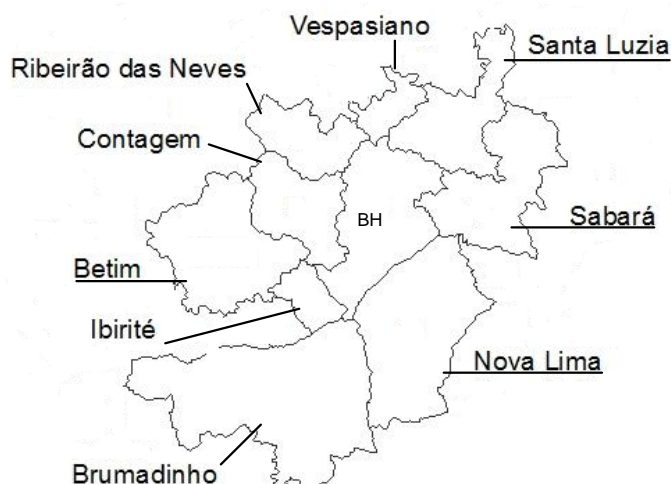 Vespasiano
Santa Luzia
Ribeirão das Neves
Contagem
BH
Sabará
Betim
Ibirité
Nova Lima
Brumadinho